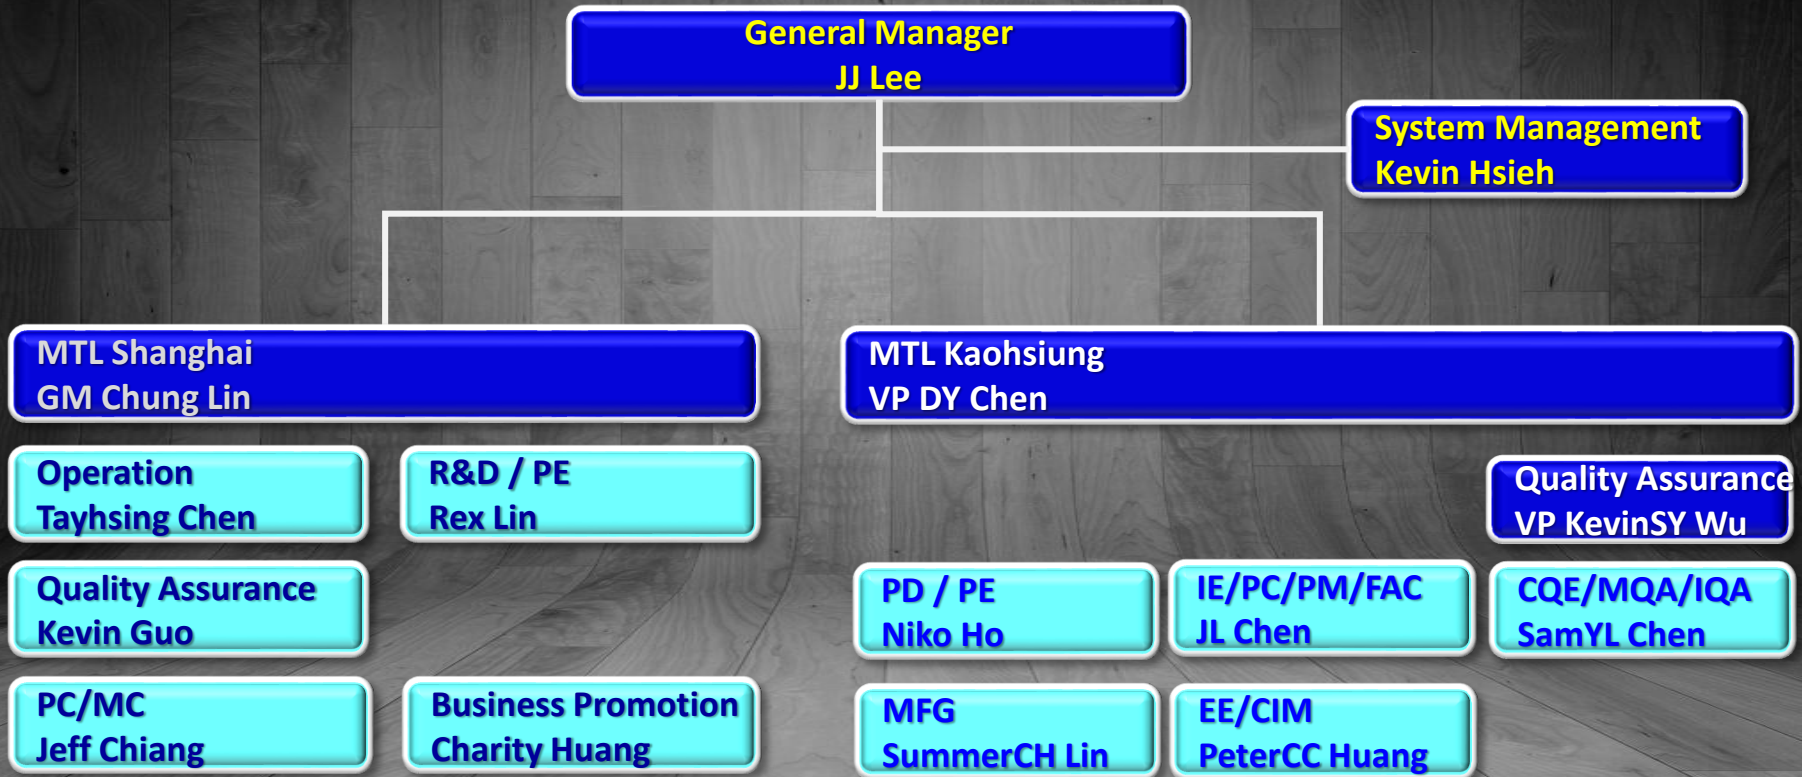 General Manager
JJ Lee
System Management
Kevin Hsieh
MTL Shanghai
GM Chung Lin
MTL Kaohsiung
VP DY Chen
Operation
Tayhsing Chen
R&D / PE
Rex Lin
Quality Assurance
VP KevinSY Wu
Quality Assurance
Kevin Guo
PD / PE
Niko Ho
IE/PC/PM/FAC
JL Chen
CQE/MQA/IQA
SamYL Chen
PC/MC
Jeff Chiang
Business Promotion
Charity Huang
MFG
SummerCH Lin
EE/CIM
PeterCC Huang